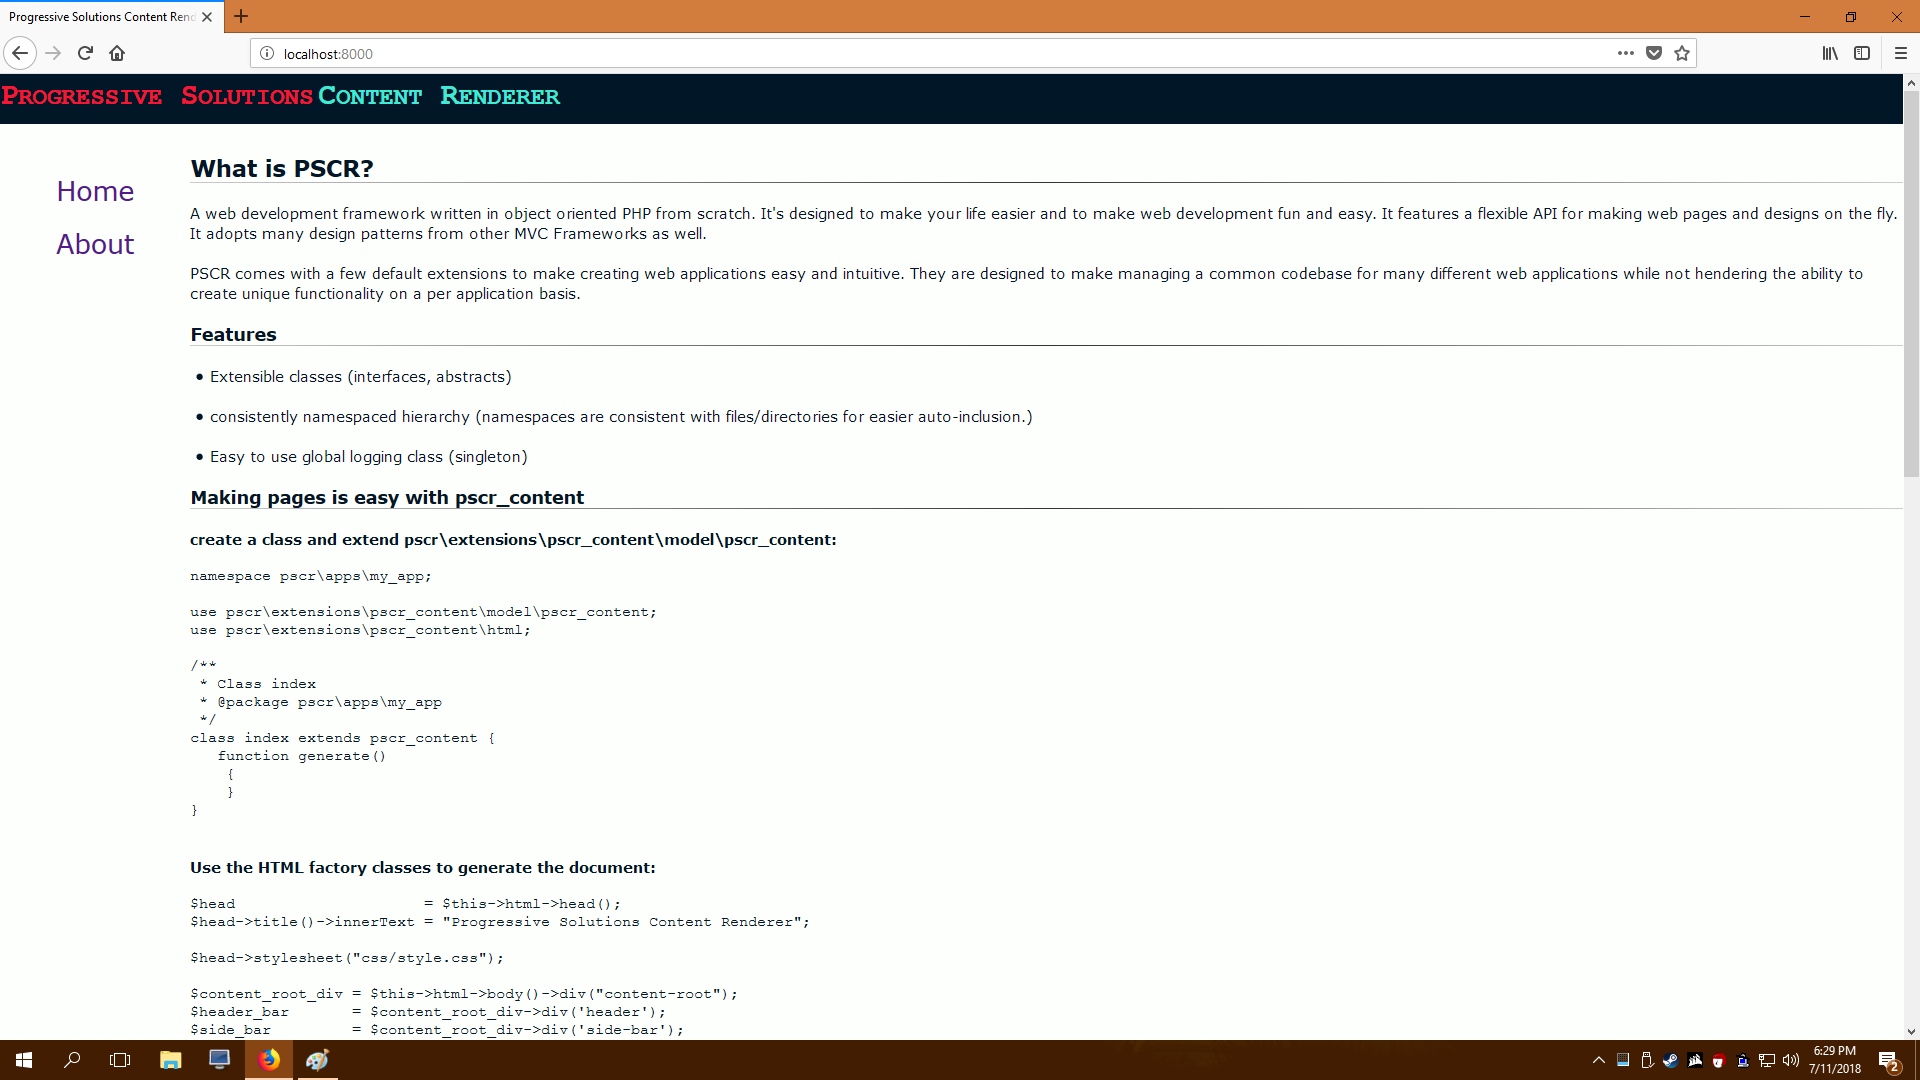 Progressive Solutions Content Rend
localhost:8000
Progressive Solutions Content Renderer
Home
About
What is PSCR?
A web development framework written in object oriented PHP from scratch. It's designed to make your life easier and to make web development fun and easy. It features a flexible API for making web pages and designs on the fly.
It adopts many design patterns from other MVC Frameworks as well.
PSCR comes with a few default extensions to make creating web applications easy and intuitive. They are designed to make managing a common codebase for many different web applications while not hendering the ability to
create unique functionality on a per application basis.
Features
• Extensible classes (interfaces, abstracts)
• consistently namespaced hierarchy (namespaces are consistent with files/directories for easier auto-inclusion.)
• Easy to use global logging class (singleton)
Making pages is easy with pscr_content
create a class and extend pscr\extensions\pscr_content\model\pscr_content:
namespace pscr\apps\my_app;
use pscr\extensions\pscr_content\model\pscr_content;
use pscr\extensions\pscr_content\html;
/**
 * Class index
 * @package pscr\apps\my_app
 */
class index extends pscr_content {
   function generate()
    {
    }
}
Use the HTML factory classes to generate the document:
$head                     = $this->html->head();
$head->title()->innerText = "Progressive Solutions Content Renderer";
$head->stylesheet("css/style.css");
$content_root_div = $this->html->body()->div("content-root");
$header_bar       = $content_root_div->div('header');
$side_bar         = $content_root_div->div('side-bar');
6:29 PM
7/11/2018
2